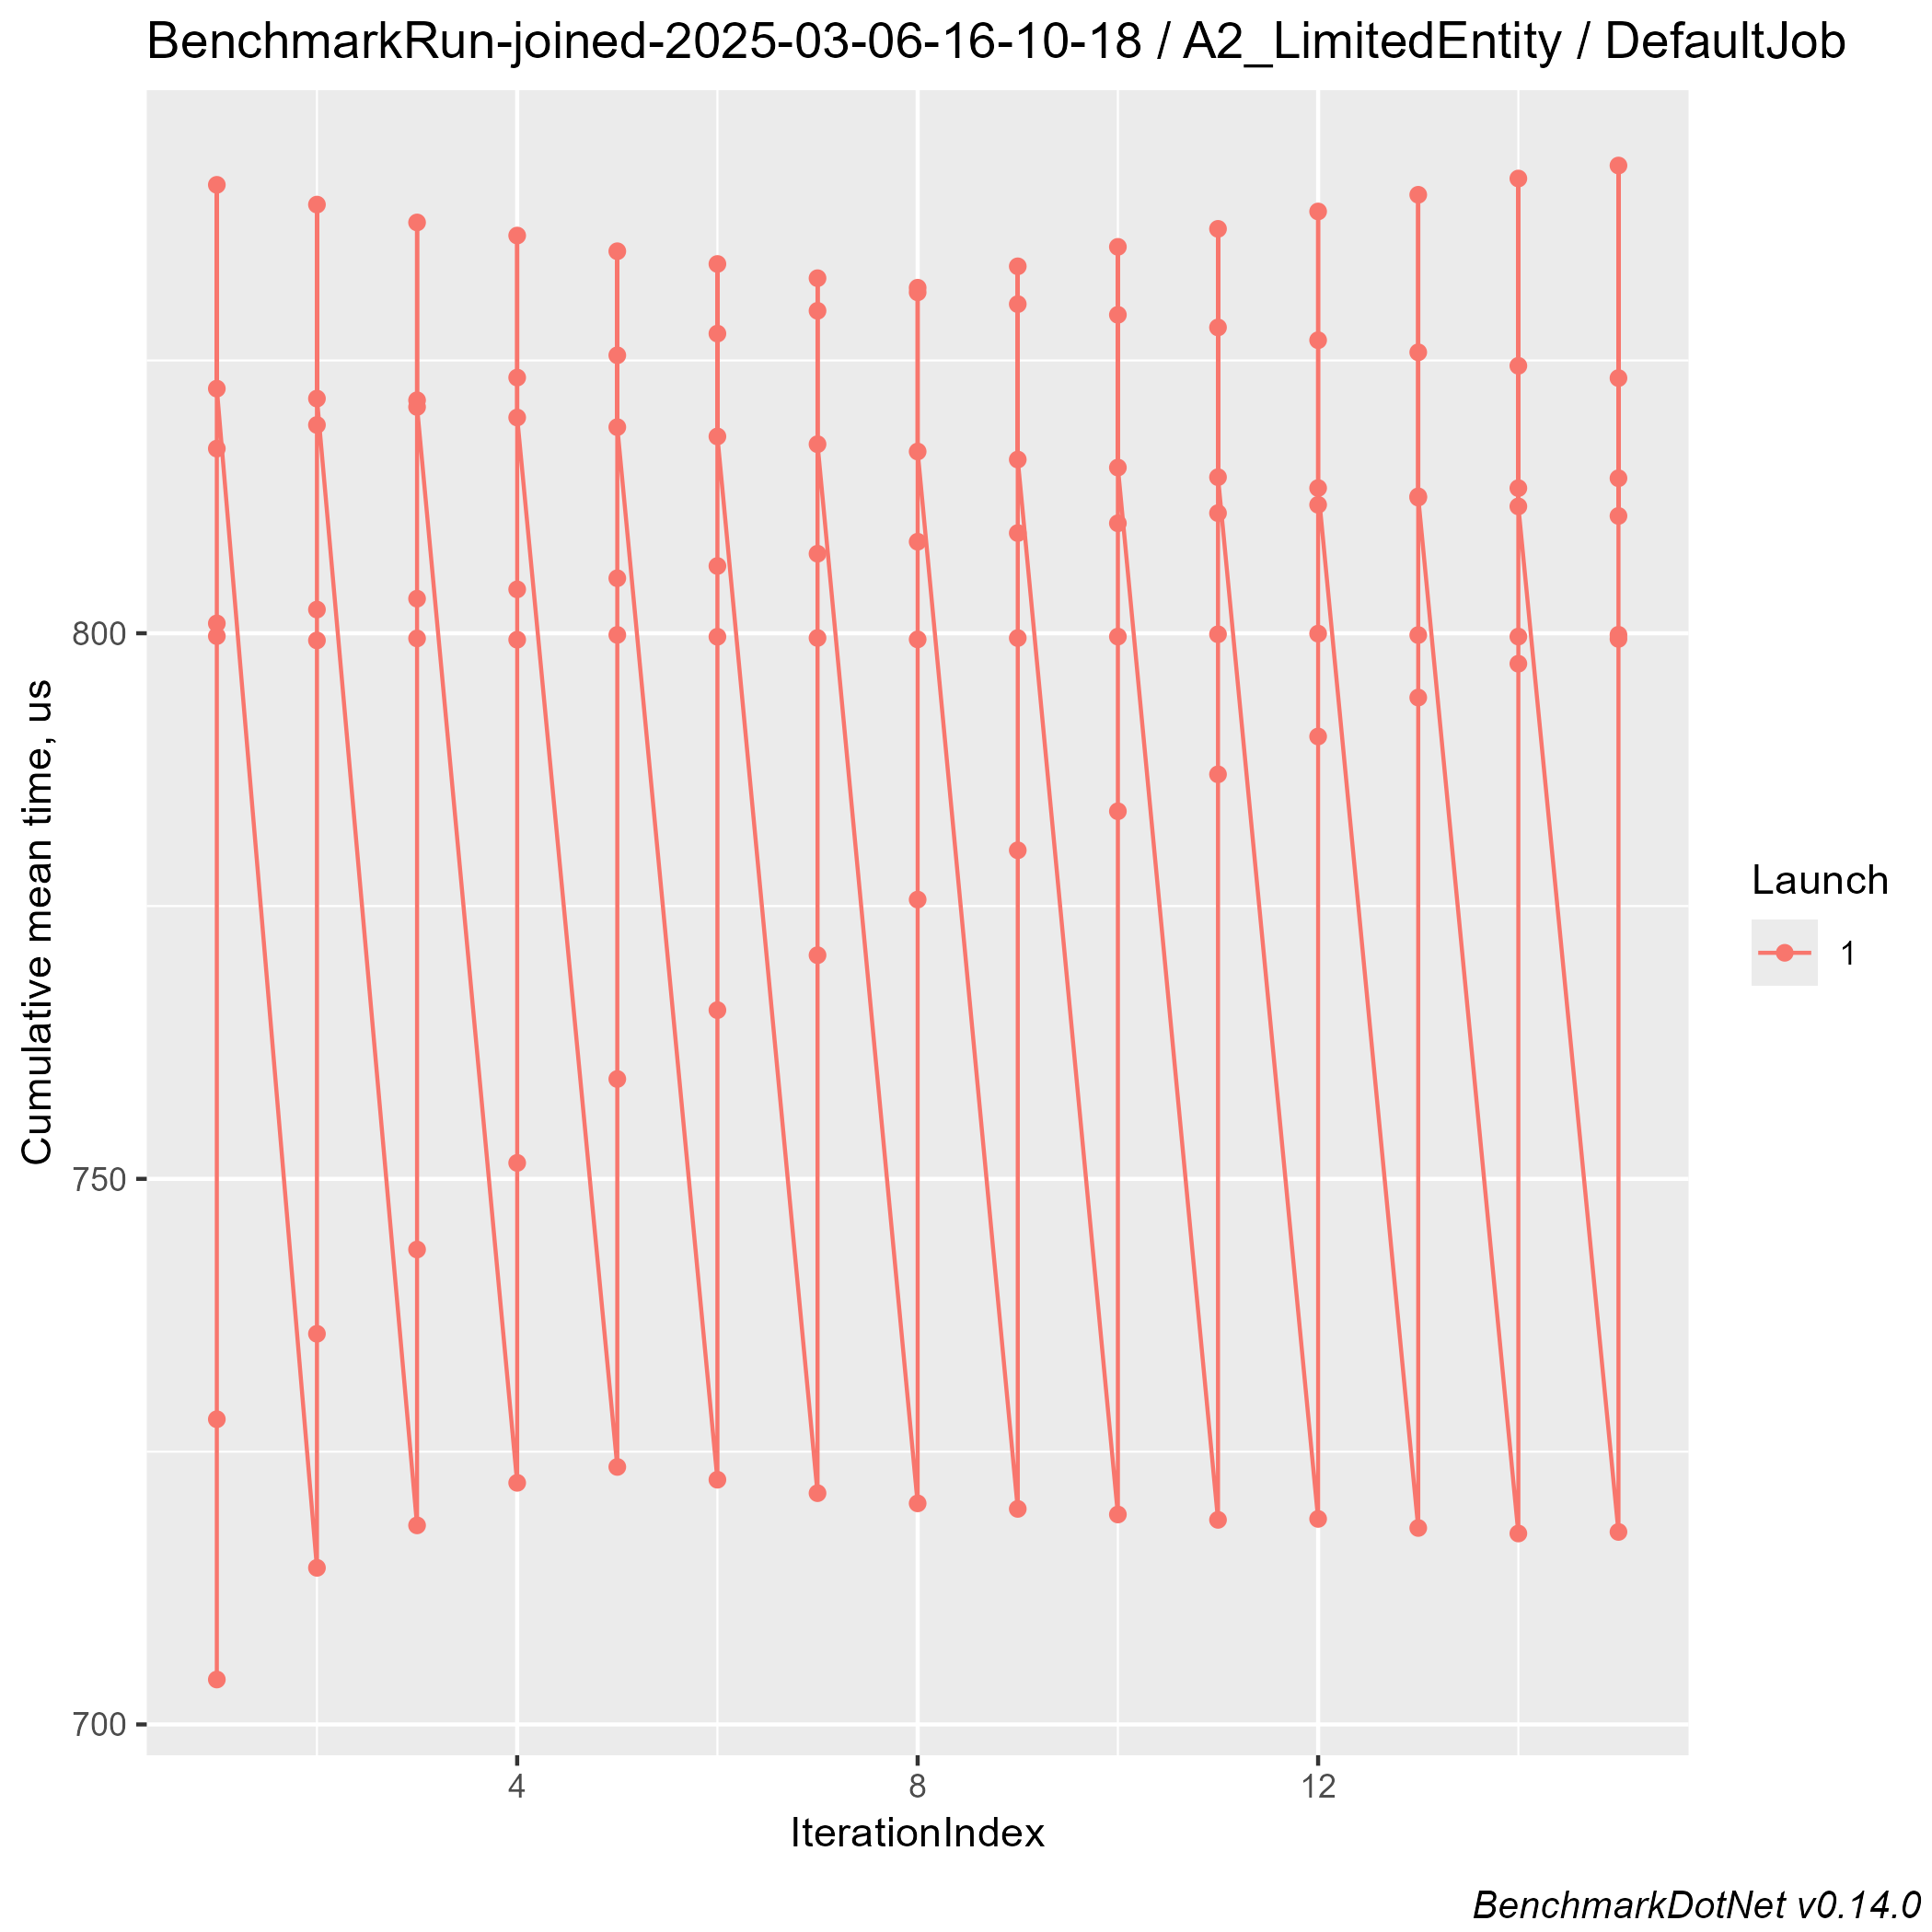 BenchmarkRun-joined-2025-03-06-16-10-18 / A2_LimitedEntity / DefaultJob
Cumulative mean time, us
800
750
700
4 8 12
IterationIndex
Launch
1
BenchmarkDotNet v0.14.0